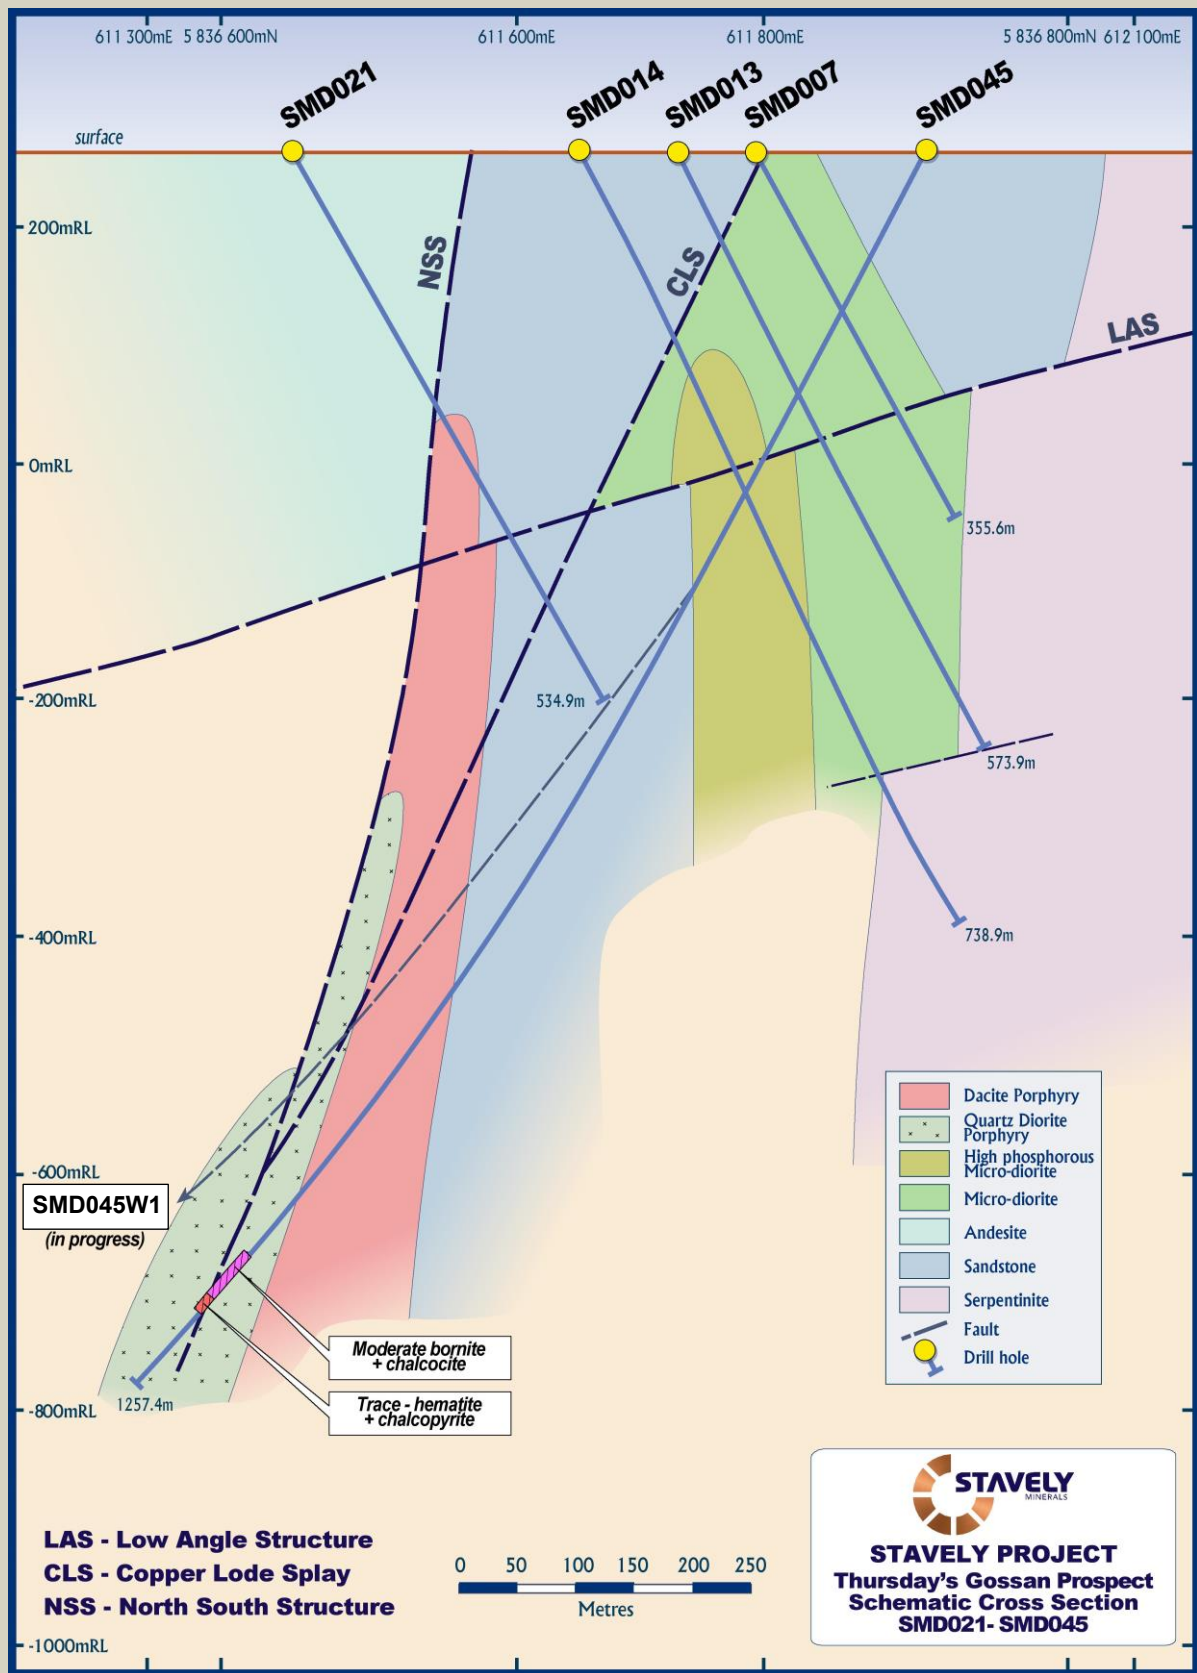 611 300mE 5 836 600mN 611 600mE 611 800mE 5 836 800mN 612 100mE
SMD021
SMD014
SMD013
SMD007
SMD045
surface
200mRL
NSS
CLS
LAS
0mRL
355.6m
-200mRL
534.9m
573.9m
-400mRL
738.9m
Dacite Porphyry
Quartz Diorite
Porphyry
High phosphorous
Micro-diorite
Micro-diorite
Andesite
Sandstone
Serpentinite
Fault
Drill hole
-600mRL
SMD045W1
(in progress)
Moderate bornite
+ chalcocite
Trace - hematite
+ chalcopyrite
1257.4m
-800mRL
STAVELY
MINERALS
STAVELY PROJECT
Thursday's Gossan Prospect
Schematic Cross Section
SMD021- SMD045
LAS - Low Angle Structure
CLS - Copper Lode Splay
NSS - North South Structure
0 50 100 150 200 250
Metres
-1000mRL